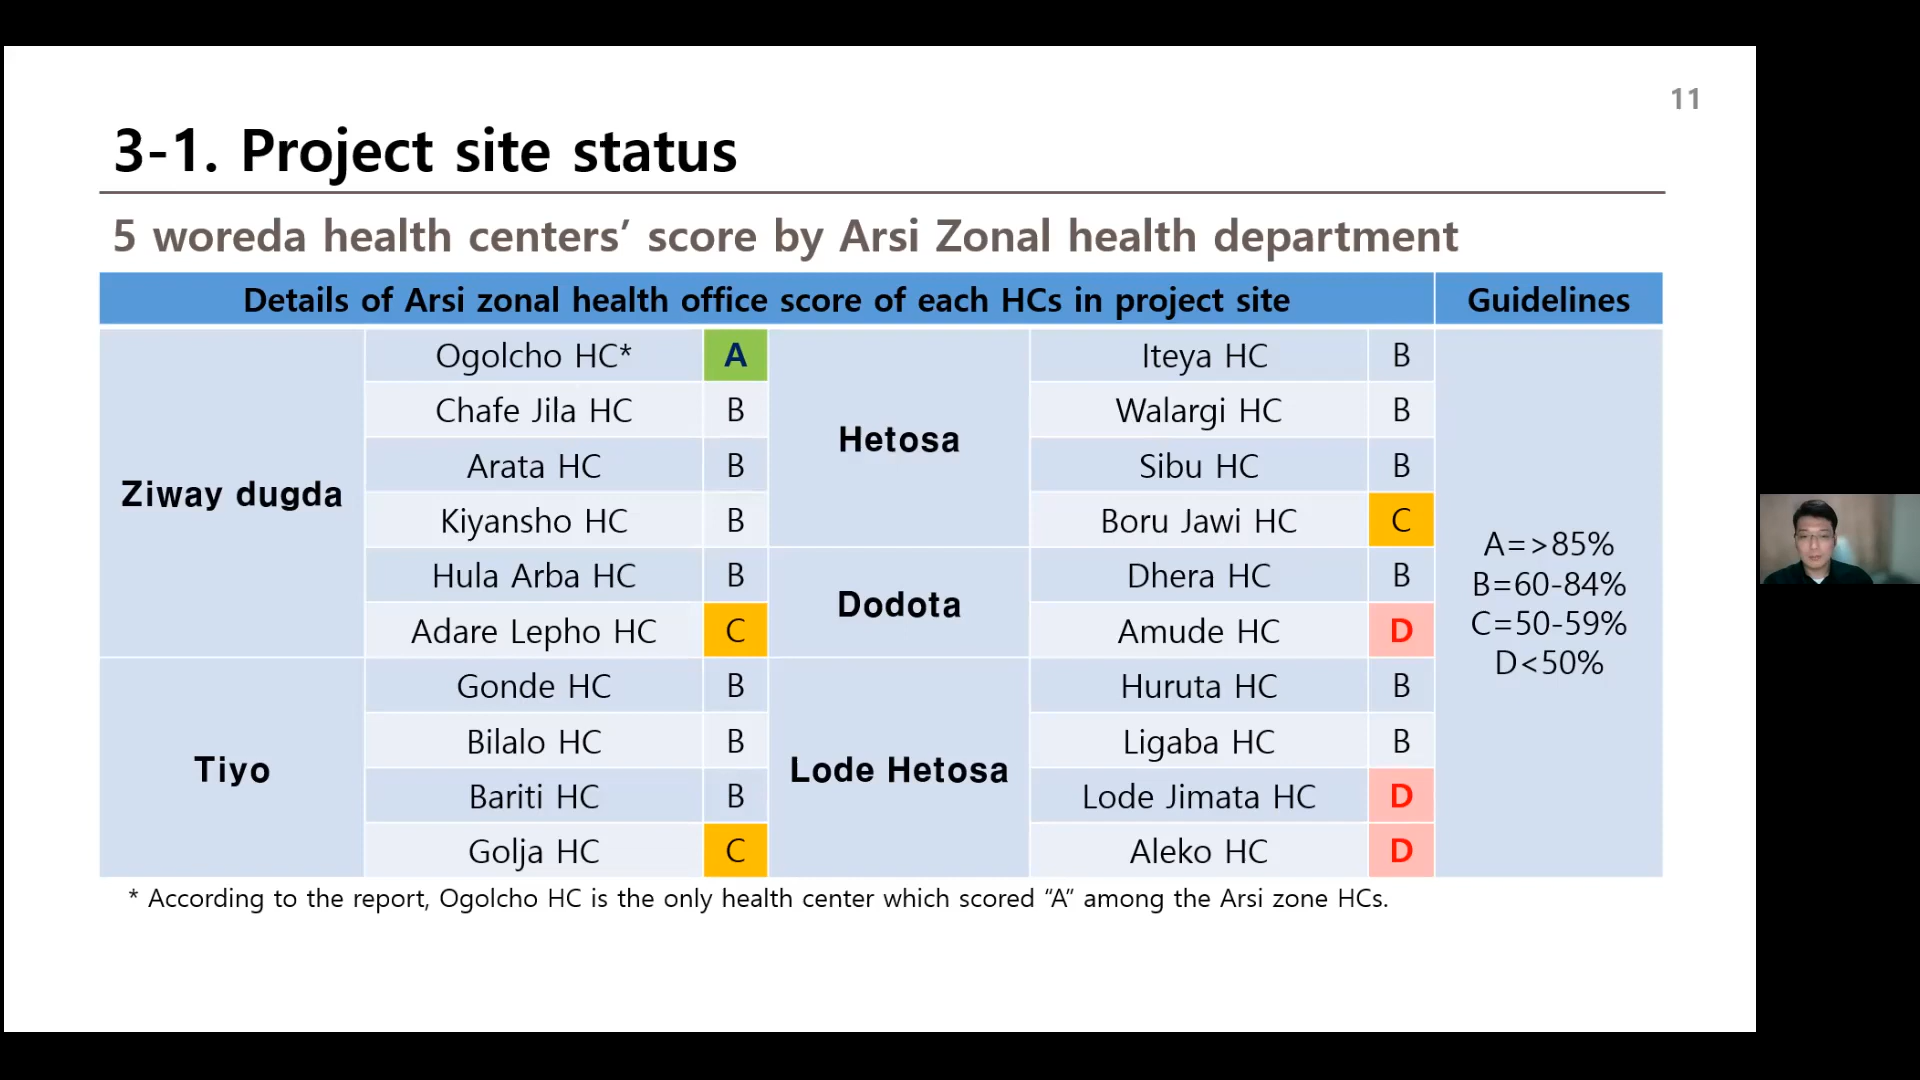 11
3-1. Project site status
5 woreda health centers’ score by Arsi Zonal health department
Details of Arsi zonal health office score of each HCs in project site Guidelines
Ziway dugda
Ogolcho HC* A
Chafe Jila HC B
Arata HC B
Kiyansho HC B
Hula Arba HC B
Adare Lepho HC C
Tiyo
Gonde HC B
Bilalo HC B
Bariti HC B
Golja HC C
Hetosa
Iteya HC B
Walargi HC B
Sibu HC B
Boru Jawi HC C
Dodota
Dhera HC B
Amude HC D
Lode Hetosa
Huruta HC B
Ligaba HC B
Lode Jimata HC D
Aleko HC D
A=>85%
B=60-84%
C=50-59%
D<50%
* According to the report, Ogolcho HC is the only health center which scored “A” among the Arsi zone HCs.